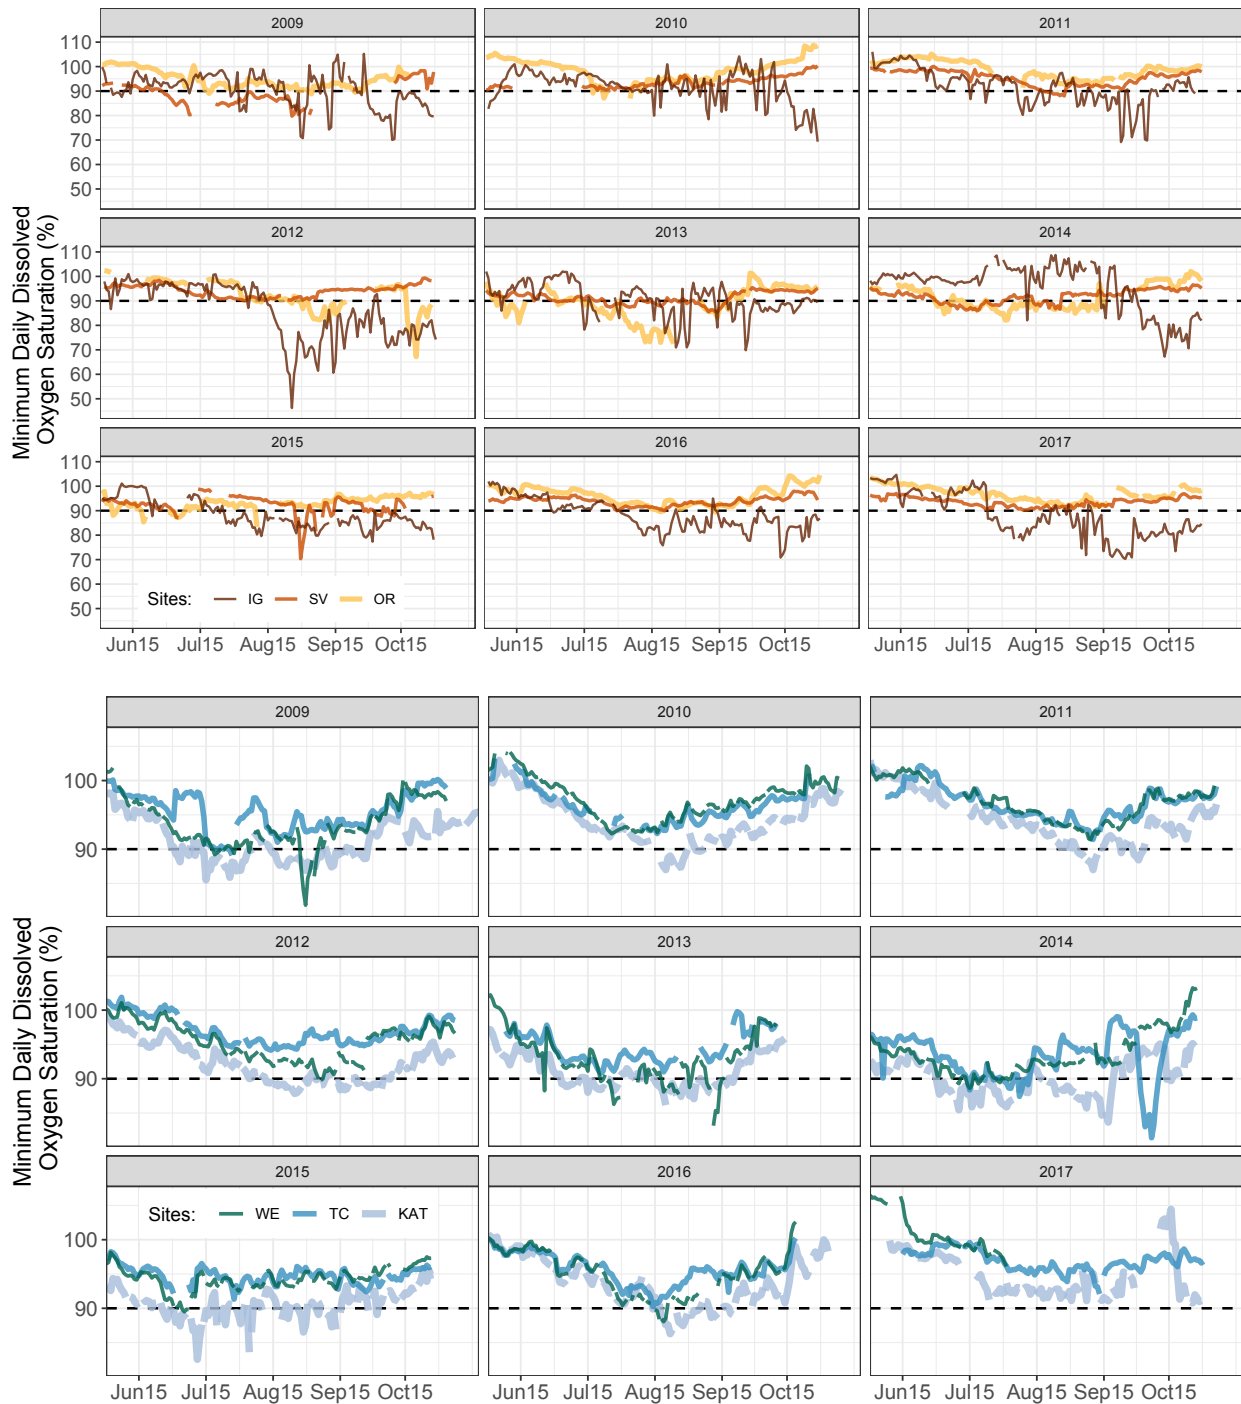 2009 2010 2011
110
100
90
80
70
60
50
2012 2013 2014
110
100
90
80
70
60
50
2015 2016 2017
110
100
90
80
70
60
50
Minimum Daily Dissolved
Oxygen Saturation (%)
Sites: IG SV OR
Jun15 Jul15 Aug15 Sep15 Oct15 Jun15 Jul15 Aug15 Sep15 Oct15 Jun15 Jul15 Aug15 Sep15 Oct15
2009 2010 2011
100
90
2012 2013 2014
100
90
2015 2016 2017
Sites: WE TC KAT
100
90
Minimum Daily Dissolved
Oxygen Saturation (%)
Jun15 Jul15 Aug15 Sep15 Oct15 Jun15 Jul15 Aug15 Sep15 Oct15 Jun15 Jul15 Aug15 Sep15 Oct15